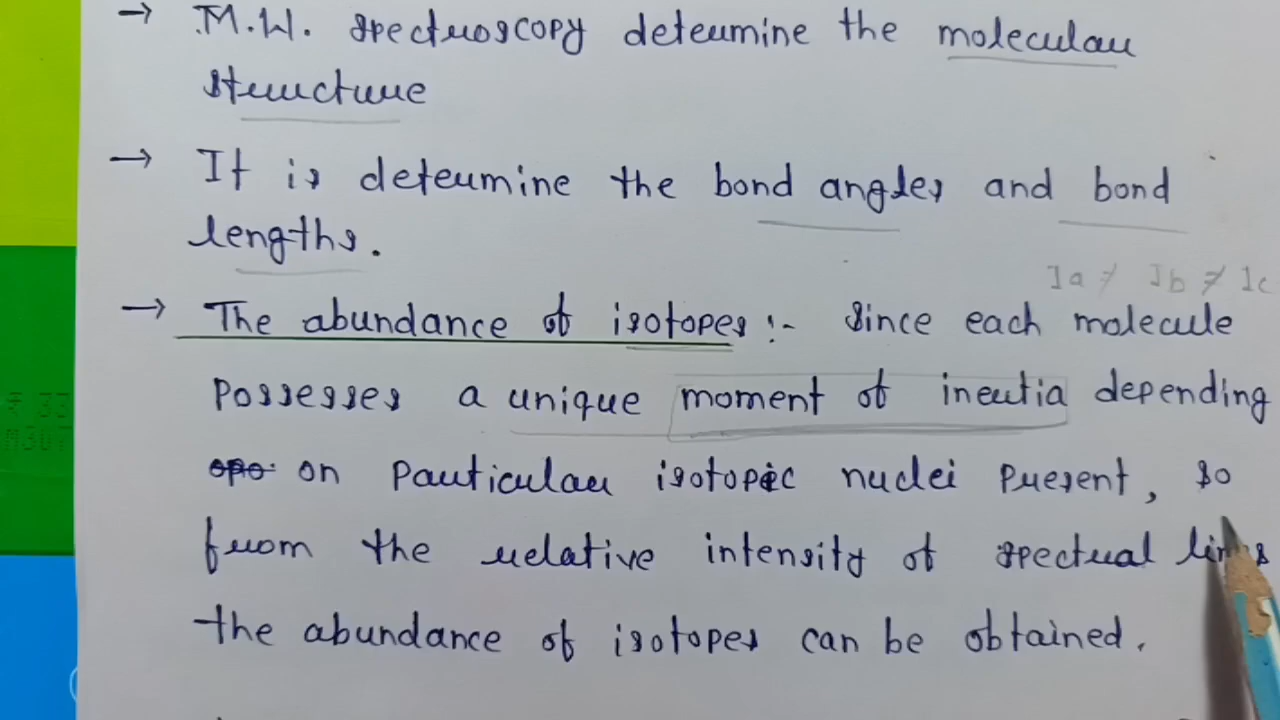 → M.W. spectroscopy determine the molecular
structure
→ It is determine the bond angles and bond
lengths.
Ia ≠ Ib ≠ Ic
→ The abundance of isotopes :- Since each molecule
possesses a unique moment of inertia depending
on particular isotopic nuclei present, so
from the relative intensity of spectral lines
the abundance of isotopes can be obtained.